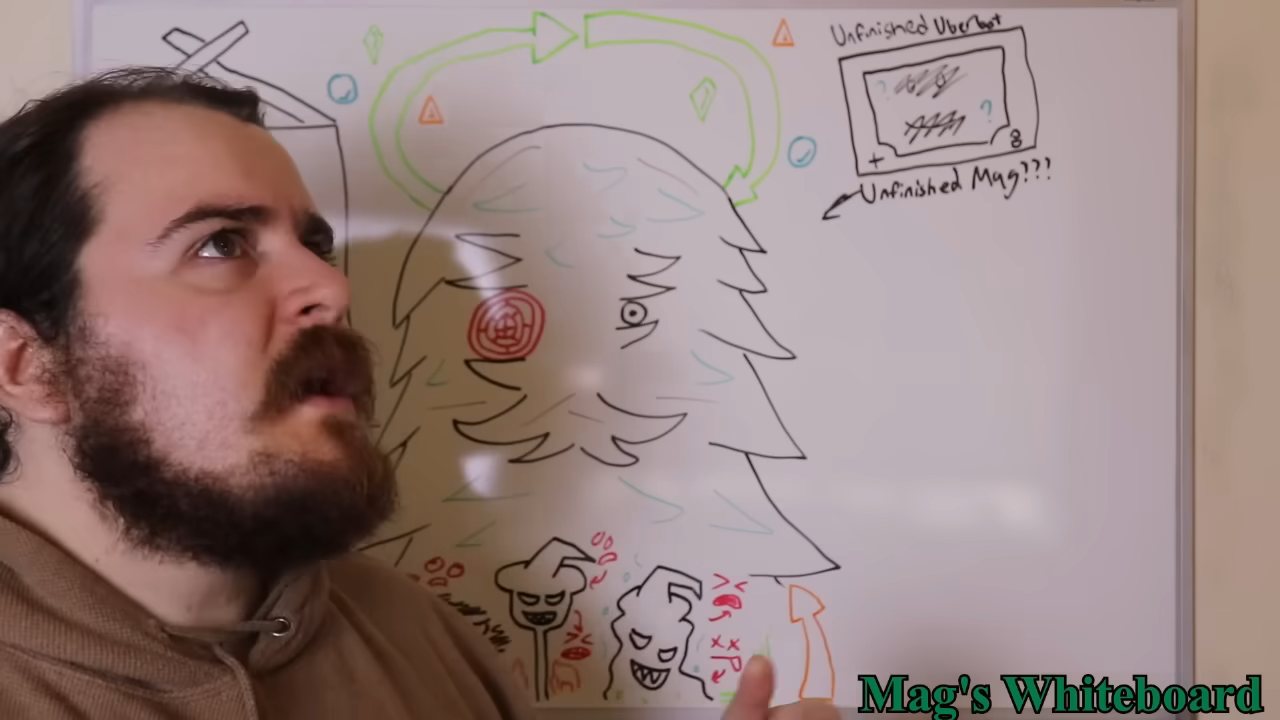 Unfinished Uberbot
? ?
+ 8
Unfinished Mag???
Mag's Whiteboard